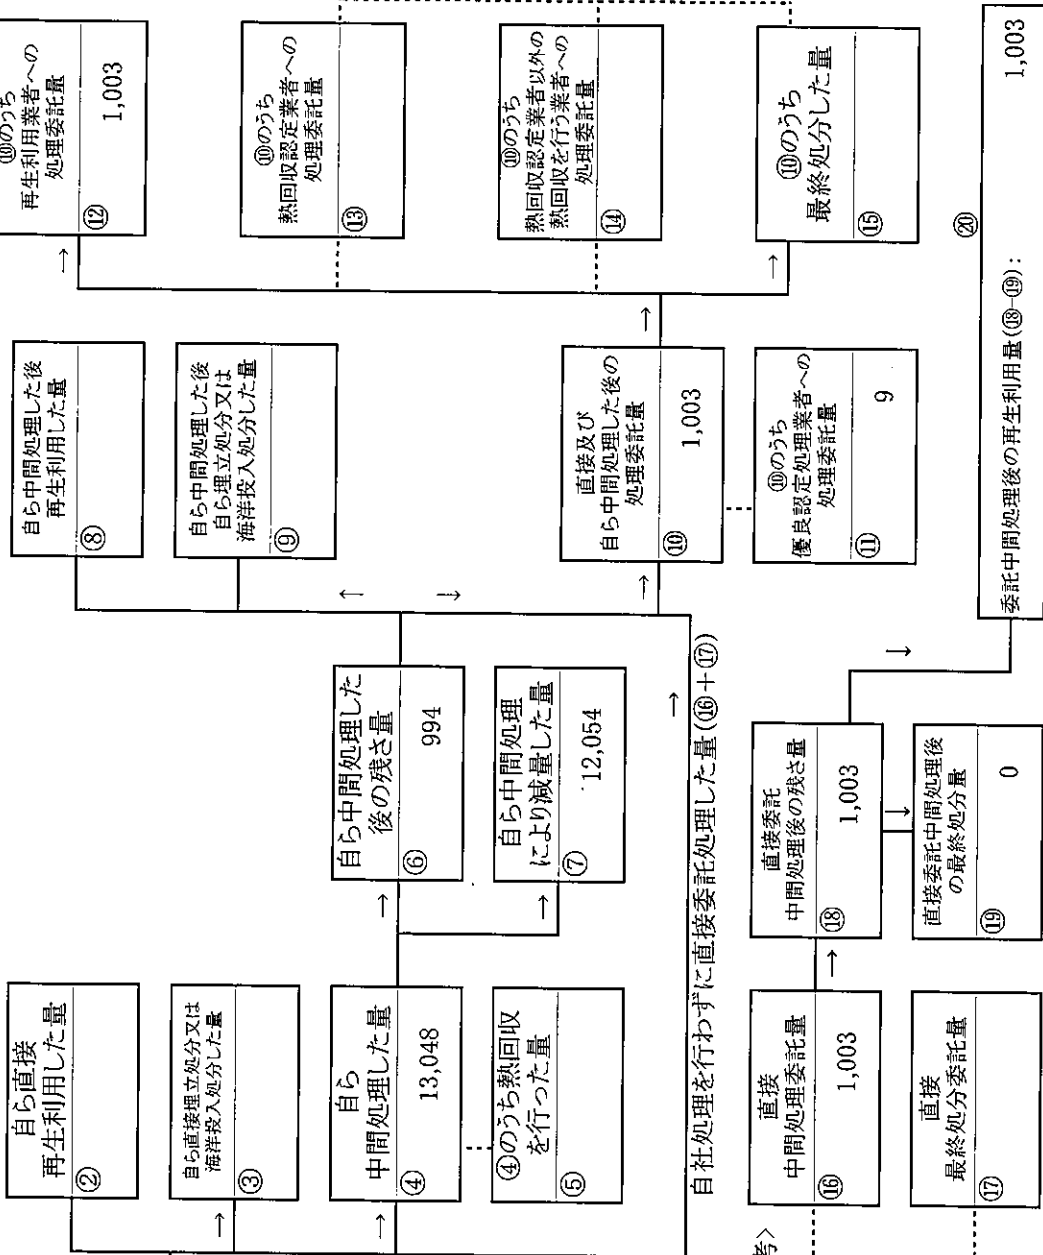 自ら直接
再生利用した量
②
自ら直接埋立処分又は
海洋投入処分した量
③
自ら
中間処理した量
④
13,048
④のうち熱回収
を行った量
⑤
自ら中間処理した
後の残さ量
⑥
994
自ら中間処理
により減量した量
⑦
12,054
自ら中間処理した後
再生利用した量
⑧
自ら中間処理した後
自ら埋立処分又は
海洋投入処分した量
⑨
直接及び
自ら中間処理した後の
処理委託量
⑩
1,003
⑩のうち
優良認定処理業者への
処理委託量
⑪
9
⑩のうち
再生利用業者への
処理委託量
⑫
1,003
⑩のうち
熱回収認定業者への
処理委託量
⑬
⑩のうち
熱回収認定業者以外の
熱回収を行う業者への
処理委託量
⑭
⑩のうち
最終処分した量
⑮
自社処理を行わずに直接委託処理した量(⑯+⑰)
考>
直接
中間処理委託量
⑯
1,003
直接
最終処分委託量
⑰
直接委託
中間処理後の残さ量
⑱
1,003
直接委託中間処理後
の最終処分量
⑲
0
⑳
委託中間処理後の再生利用量(⑱-⑲):
1,003